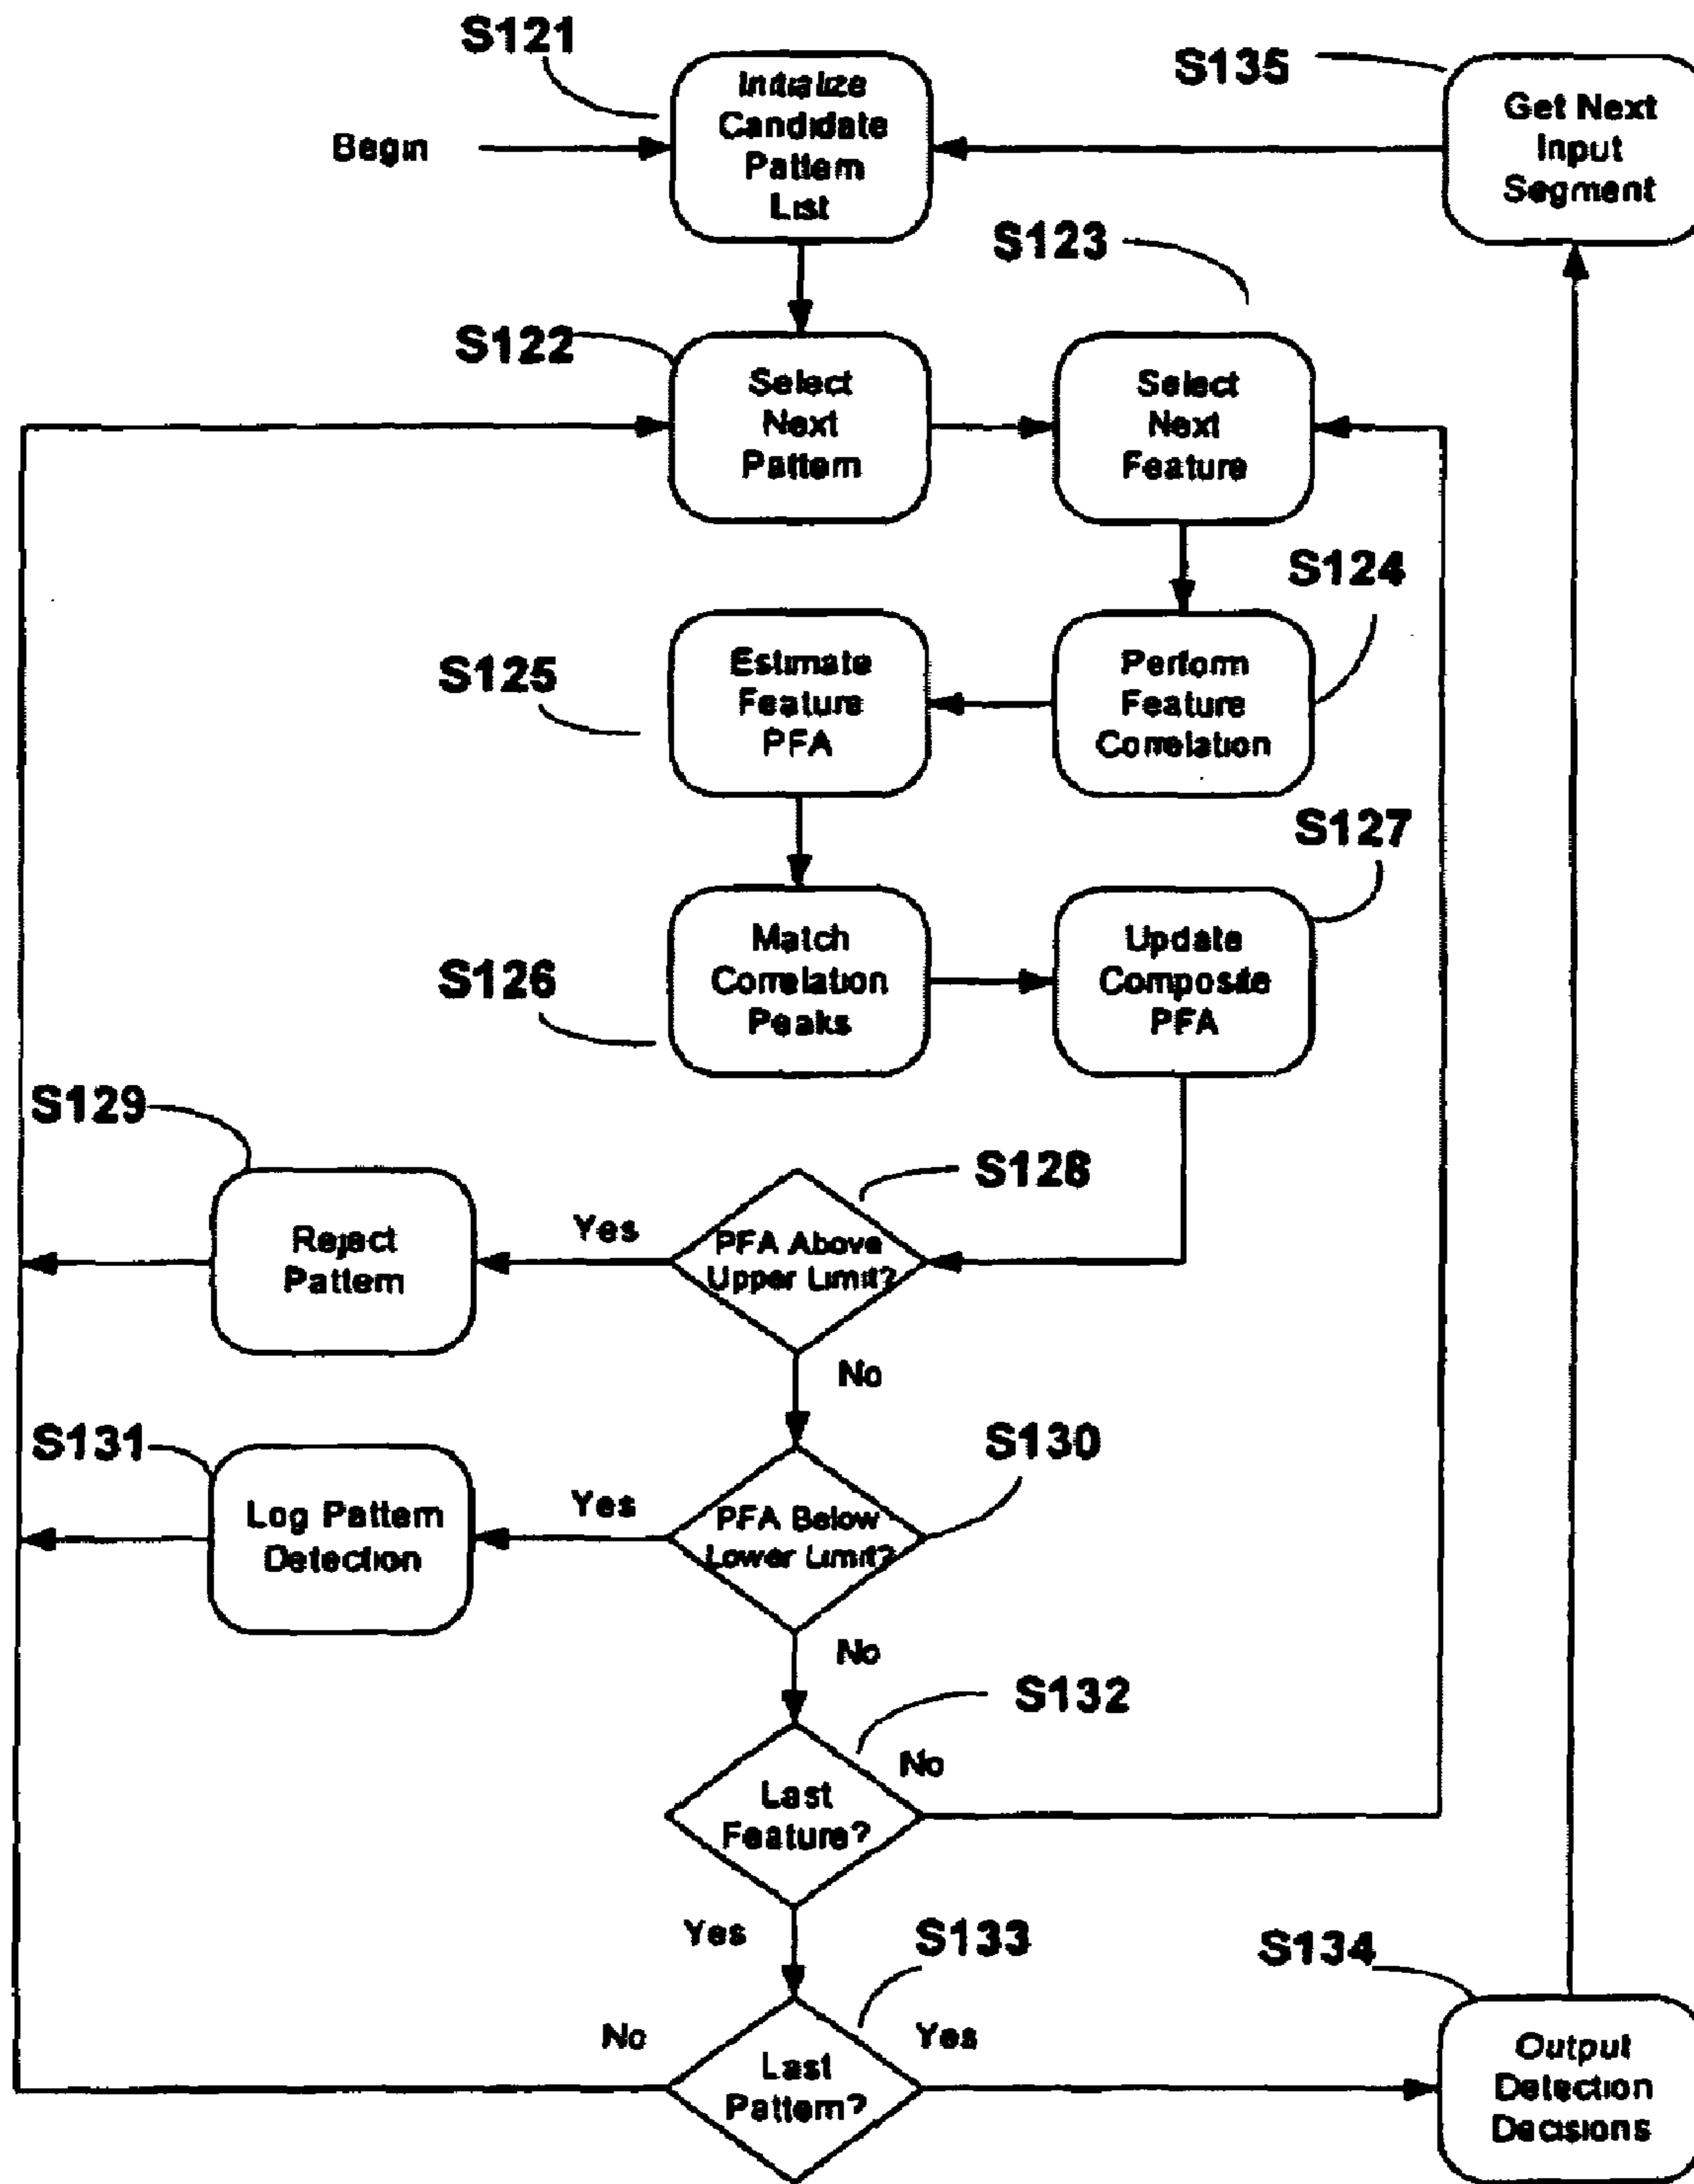 S121
Initialize
Candidate
Pattern
List
Begin
S135
Get Next
Input
Segment
S123
S122
Select
Next
Pattern
Select
Next
Feature
S124
S125
Estimate
Feature
PFA
Perform
Feature
Correlation
S127
S126
Match
Correlation
Peaks
Update
Composite
PFA
S129
S128
Reject
Pattern
Yes
PFA Above
Upper Limit?
No
S131
S130
Log Pattern
Detection
Yes
PFA Below
Lower Limit?
No
S132
No
Last
Feature?
Yes
S133
S134
No
Yes
Last
Pattern?
Output
Detection
Decisions